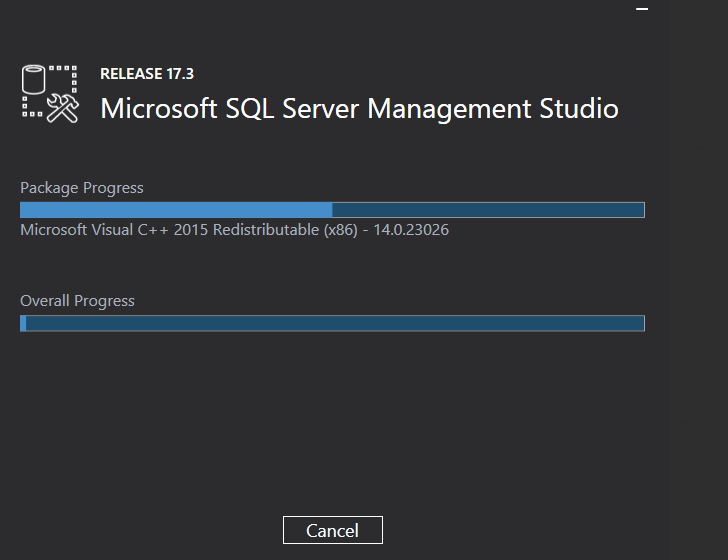 RELEASE 17.3
Microsoft SQL Server Management Studio
Package Progress
Microsoft Visual C++ 2015 Redistributable (x86) - 14.0.23026
Overall Progress
Cancel